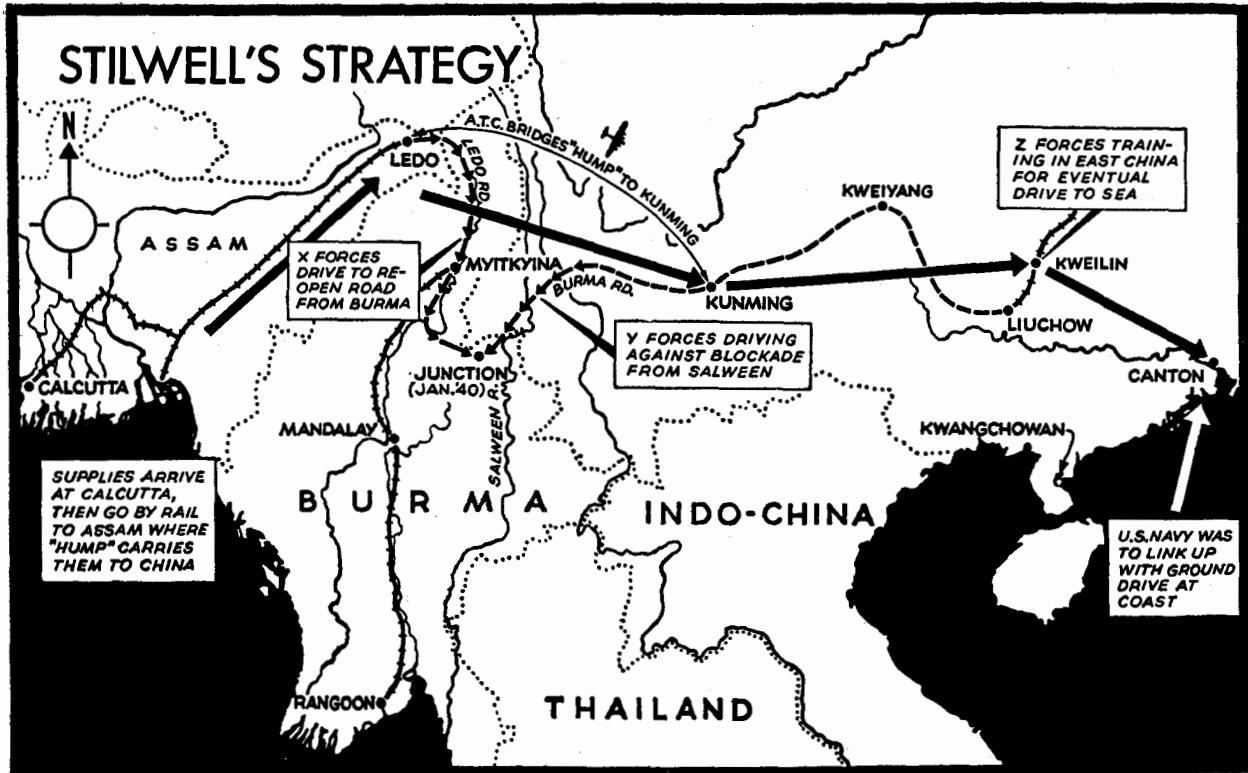 STILWELL'S STRATEGY
N
A.T.C. BRIDGES "HUMP" TO KUNMING
LEDO
LEDO RD.
Z FORCES TRAIN-
ING IN EAST CHINA
FOR EVENTUAL
DRIVE TO SEA
KWEIYANG
ASSAM
X FORCES
DRIVE TO RE-
OPEN ROAD
FROM BURMA
MYITKYINA
BURMA RD.
KUNMING
KWEILIN
LIUCHOW
Y FORCES DRIVING
AGAINST BLOCKADE
FROM SALWEEN
CALCUTTA
JUNCTION
(JAN.'40)
SALWEEN R.
CANTON
MANDALAY
KWANGCHOWAN
SUPPLIES ARRIVE
AT CALCUTTA,
THEN GO BY RAIL
TO ASSAM WHERE
"HUMP" CARRIES
THEM TO CHINA
BURMA
INDO-CHINA
U.S. NAVY WAS
TO LINK UP
WITH GROUND
DRIVE AT
COAST
RANGOON
THAILAND